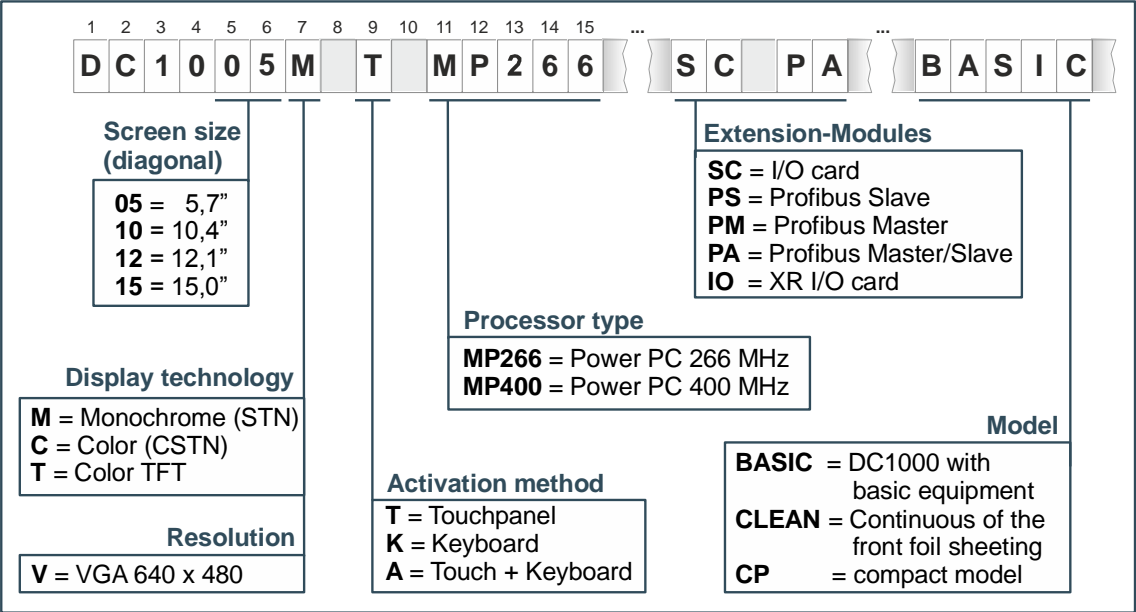 1 2 3 4 5 6 7 8 9 10 11 12 13 14 15 ... ...
D C 1 0 0 5 M T M P 2 6 6 S C P A B A S I C
Screen size
(diagonal)
05 = 5,7”
10 = 10,4”
12 = 12,1”
15 = 15,0”
Extension-Modules
SC = I/O card
PS = Profibus Slave
PM = Profibus Master
PA = Profibus Master/Slave
IO = XR I/O card
Processor type
MP266 = Power PC 266 MHz
MP400 = Power PC 400 MHz
Display technology
M = Monochrome (STN)
C = Color (CSTN)
T = Color TFT
Resolution
V = VGA 640 x 480
Activation method
T = Touchpanel
K = Keyboard
A = Touch + Keyboard
Model
BASIC = DC1000 with
basic equipment
CLEAN = Continuous of the
front foil sheeting
CP = compact model